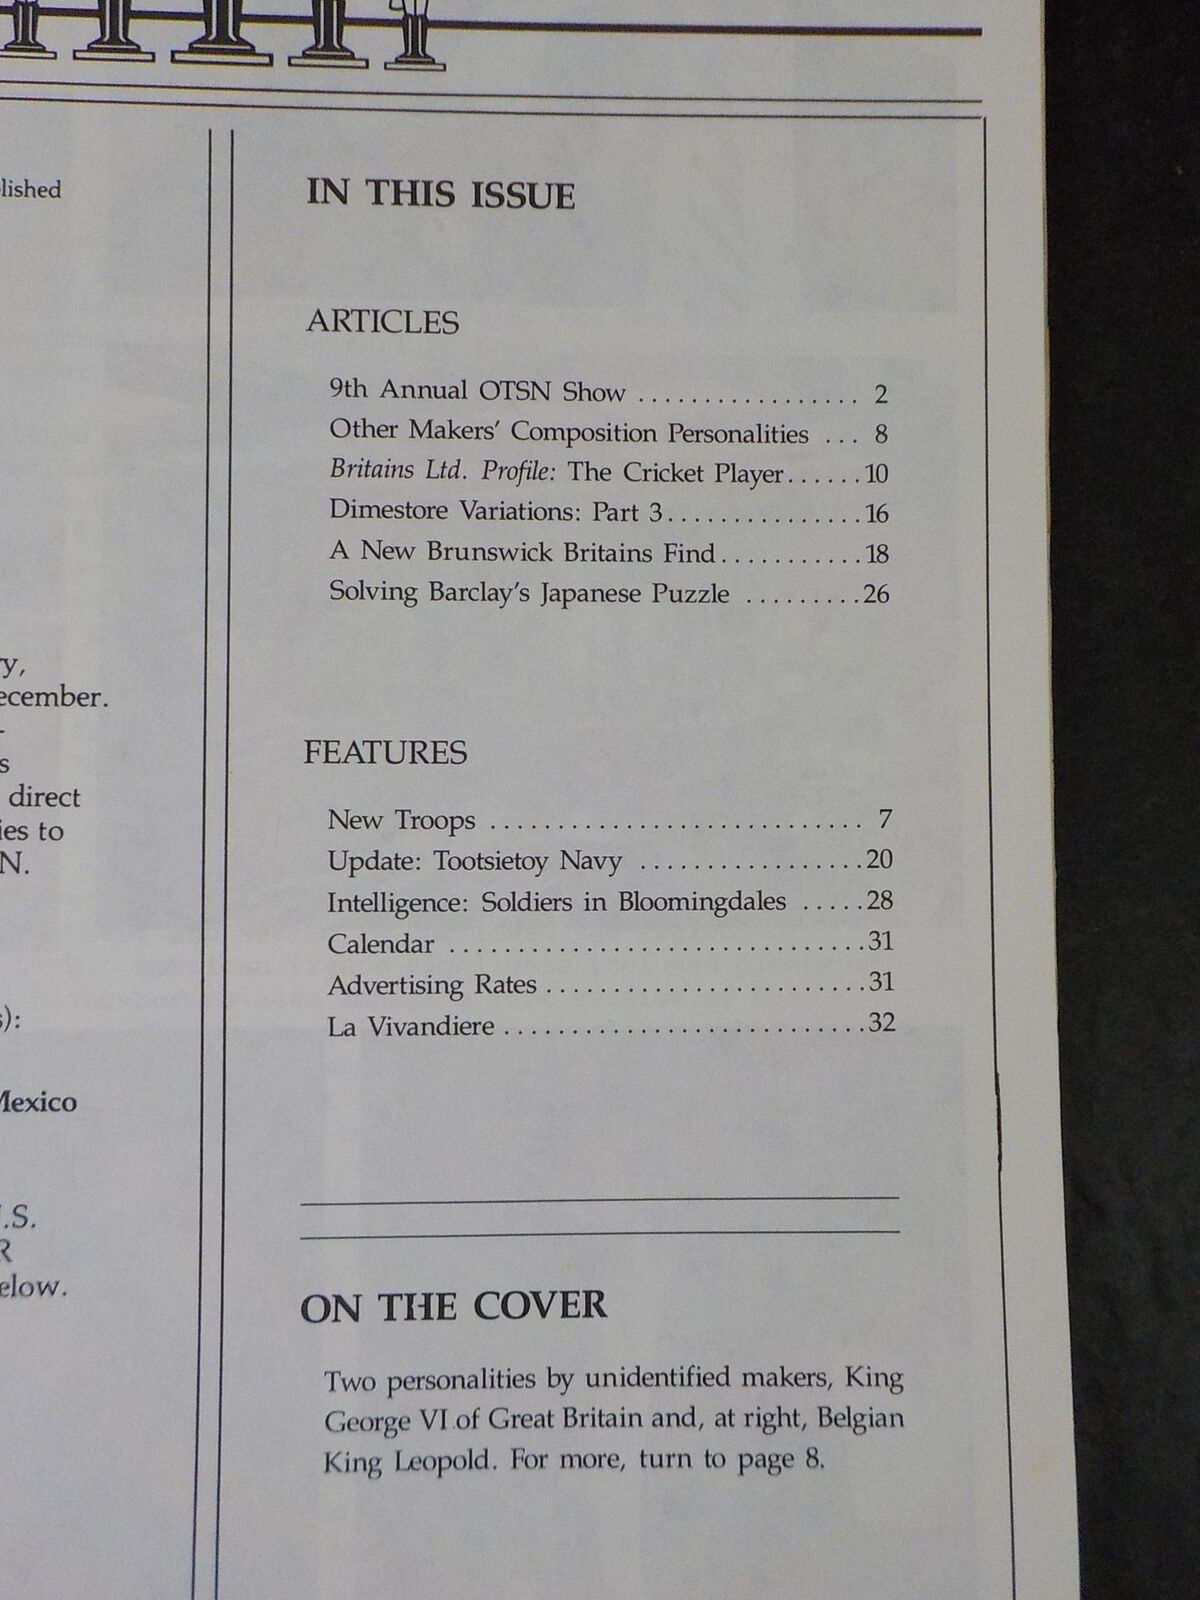 lished
ecember.
s
direct
ies to
N.
s):
Mexico
.S.
R
elow.
IN THIS ISSUE
ARTICLES
9th Annual OTSN Show ................. 2
Other Makers' Composition Personalities ... 8
Britains Ltd. Profile: The Cricket Player......10
Dimestore Variations: Part 3...............16
A New Brunswick Britains Find...........18
Solving Barclay's Japanese Puzzle .........26
FEATURES
New Troops ............................ 7
Update: Tootsietoy Navy .................20
Intelligence: Soldiers in Bloomingdales .....28
Calendar ...............................31
Advertising Rates........................31
La Vivandiere...........................32
ON THE COVER
Two personalities by unidentified makers, King
George VI of Great Britain and, at right, Belgian
King Leopold. For more, turn to page 8.